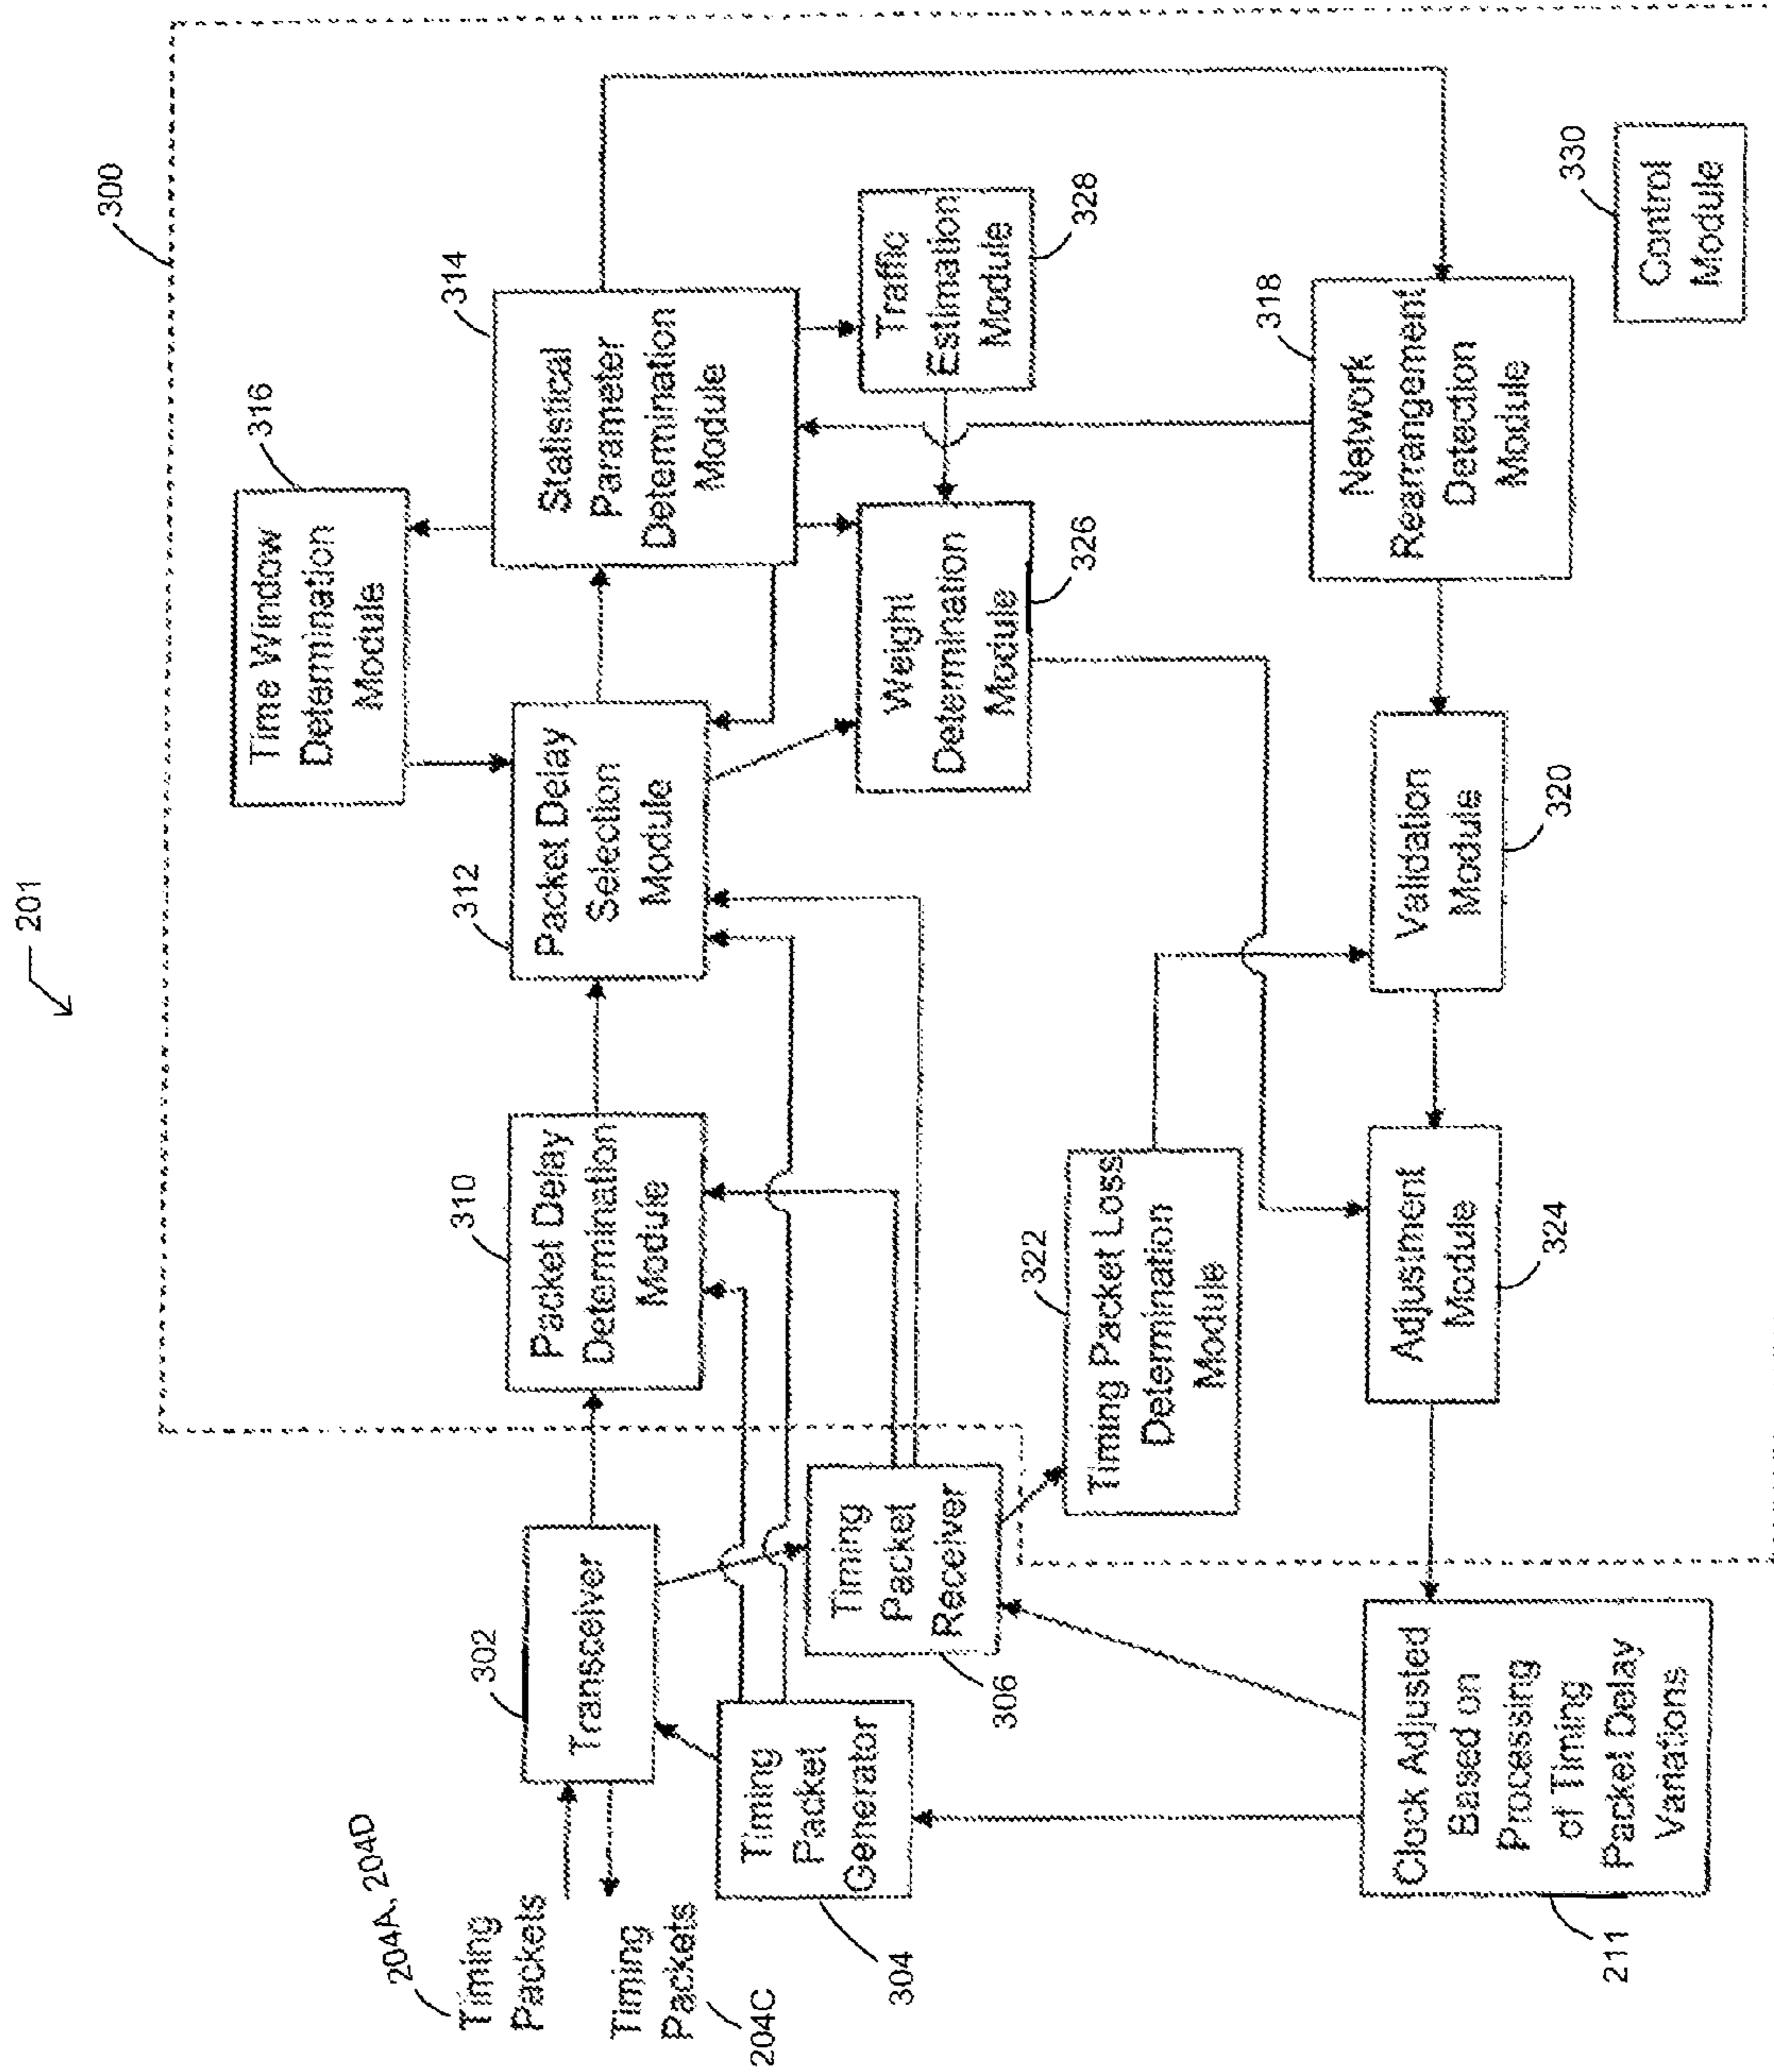 201
300
204A, 204D
Timing
Packets
Timing
Packets
204C
302
Transceiver
310
Packet Delay
Determination
Module
312
Packet Delay
Selection
Module
316
Time Window
Determination
Module
314
Statistical
Parameter
Determination
Module
Timing
Packet
Generator
304
Timing
Packet
Receiver
306
Weight
Determination
Module
326
Traffic
Estimation
Module
328
322
Timing Packet Loss
Determination
Module
Clock Adjusted
Based on
Processing
of Timing
Packet Delay
Variations
211
Adjustment
Module
324
Validation
Module
320
318
Network
Rearrangement
Detection
Module
330
Control
Module